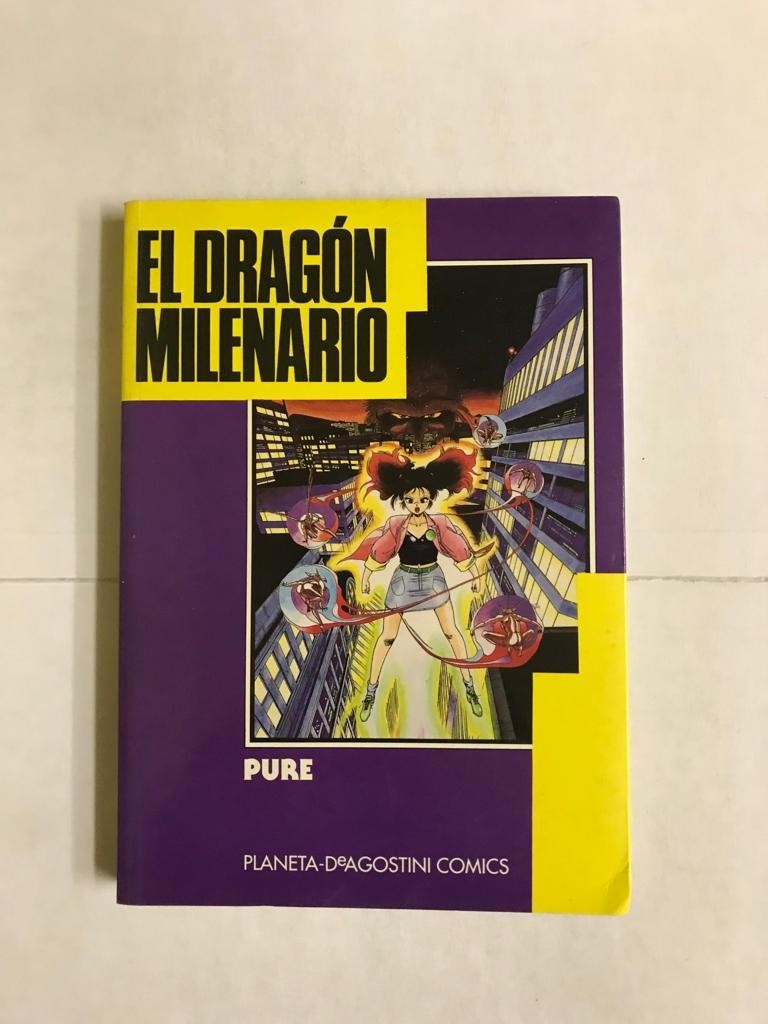 EL DRAGÓN
MILENARIO
PURE
PLANETA-DeAGOSTINI COMICS